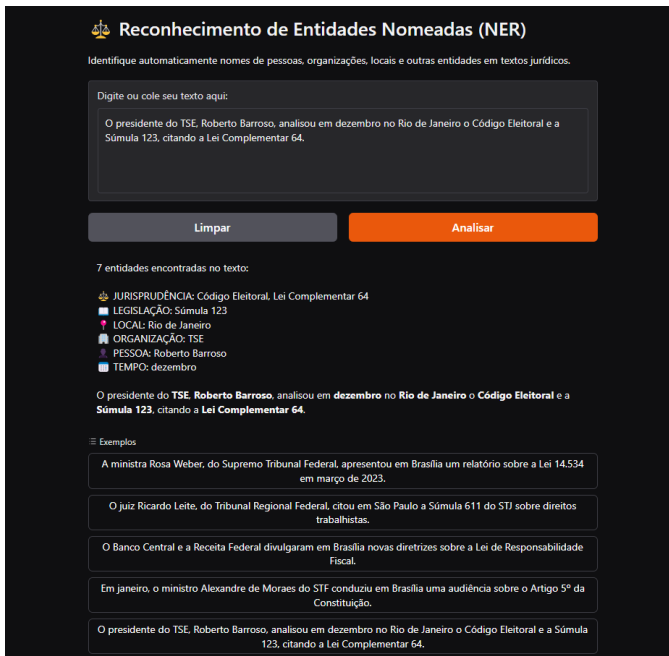 ⚖️ Reconhecimento de Entidades Nomeadas (NER)
Identifique automaticamente nomes de pessoas, organizações, locais e outras entidades em textos jurídicos.
Digite ou cole seu texto aqui:
O presidente do TSE, Roberto Barroso, analisou em dezembro no Rio de Janeiro o Código Eleitoral e a
Súmula 123, citando a Lei Complementar 64.
Limpar
Analisar
7 entidades encontradas no texto:
⚖️ JURISPRUDÊNCIA: Código Eleitoral, Lei Complementar 64
📖 LEGISLAÇÃO: Súmula 123
📍 LOCAL: Rio de Janeiro
🏢 ORGANIZAÇÃO: TSE
👤 PESSOA: Roberto Barroso
📅 TEMPO: dezembro
O presidente do TSE, Roberto Barroso, analisou em dezembro no Rio de Janeiro o Código Eleitoral e a
Súmula 123, citando a Lei Complementar 64.
Exemplos
A ministra Rosa Weber, do Supremo Tribunal Federal, apresentou em Brasília um relatório sobre a Lei 14.534
em março de 2023.
O juiz Ricardo Leite, do Tribunal Regional Federal, citou em São Paulo a Súmula 611 do STJ sobre direitos
trabalhistas.
O Banco Central e a Receita Federal divulgaram em Brasília novas diretrizes sobre a Lei de Responsabilidade
Fiscal.
Em janeiro, o ministro Alexandre de Moraes do STF conduziu em Brasília uma audiência sobre o Artigo 5º da
Constituição.
O presidente do TSE, Roberto Barroso, analisou em dezembro no Rio de Janeiro o Código Eleitoral e a Súmula
123, citando a Lei Complementar 64.